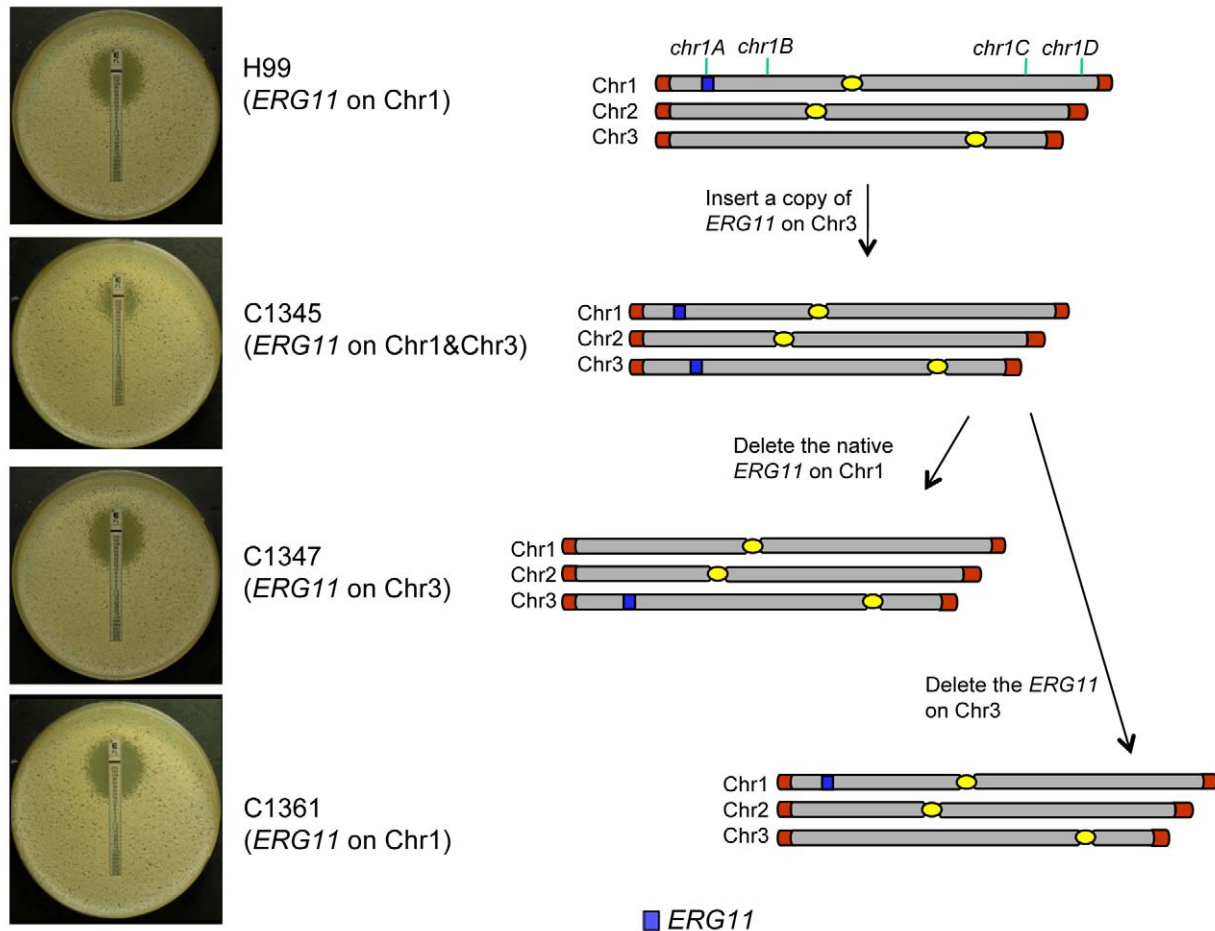 H99
(ERG11 on Chr1)
chr1A chr1B chr1C chr1D
Chr1
Chr2
Chr3
Insert a copy of
ERG11 on Chr3
C1345
(ERG11 on Chr1&Chr3)
Chr1
Chr2
Chr3
Delete the native
ERG11 on Chr1
C1347
(ERG11 on Chr3)
Chr1
Chr2
Chr3
Delete the ERG11
on Chr3
C1361
(ERG11 on Chr1)
Chr1
Chr2
Chr3
ERG11